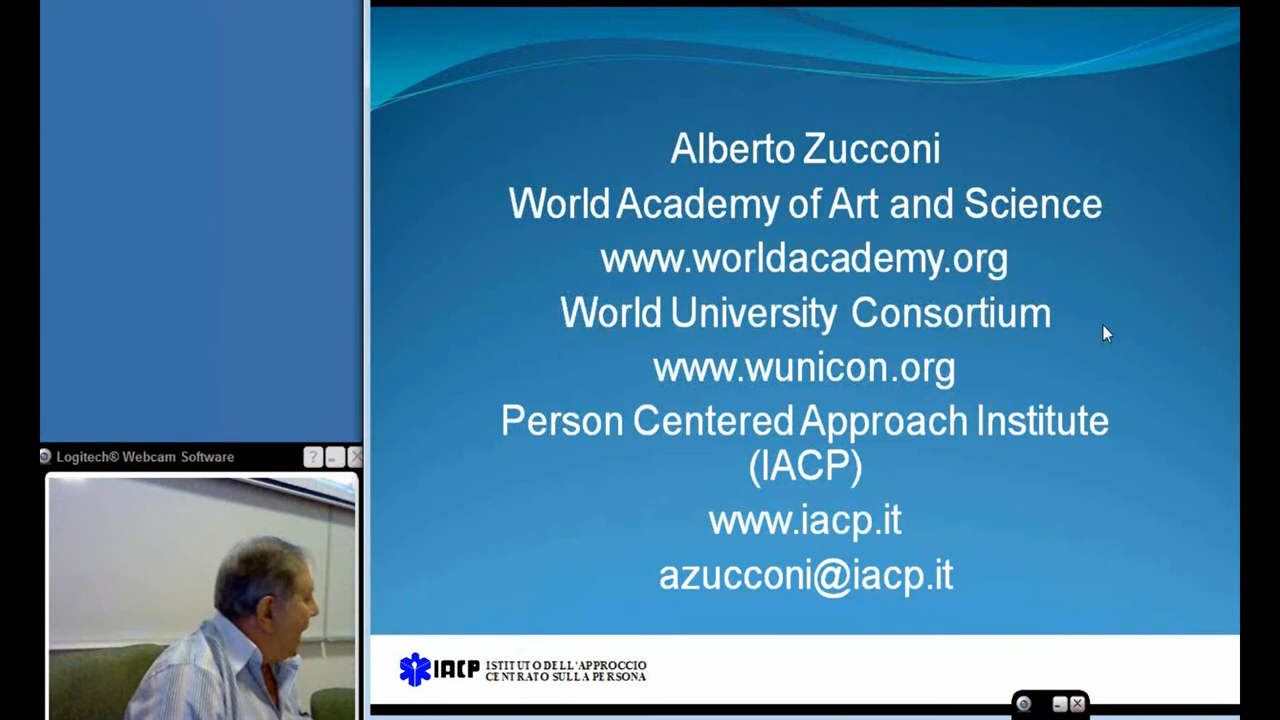 Alberto Zucconi
World Academy of Art and Science
www.worldacademy.org
World University Consortium
www.wunicon.org
Person Centered Approach Institute
(IACP)
www.iacp.it
azucconi@iacp.it
Logitech® Webcam Software
IACP ISTITUTO DELL'APPROCCIO
CENTRATO SULLA PERSONA